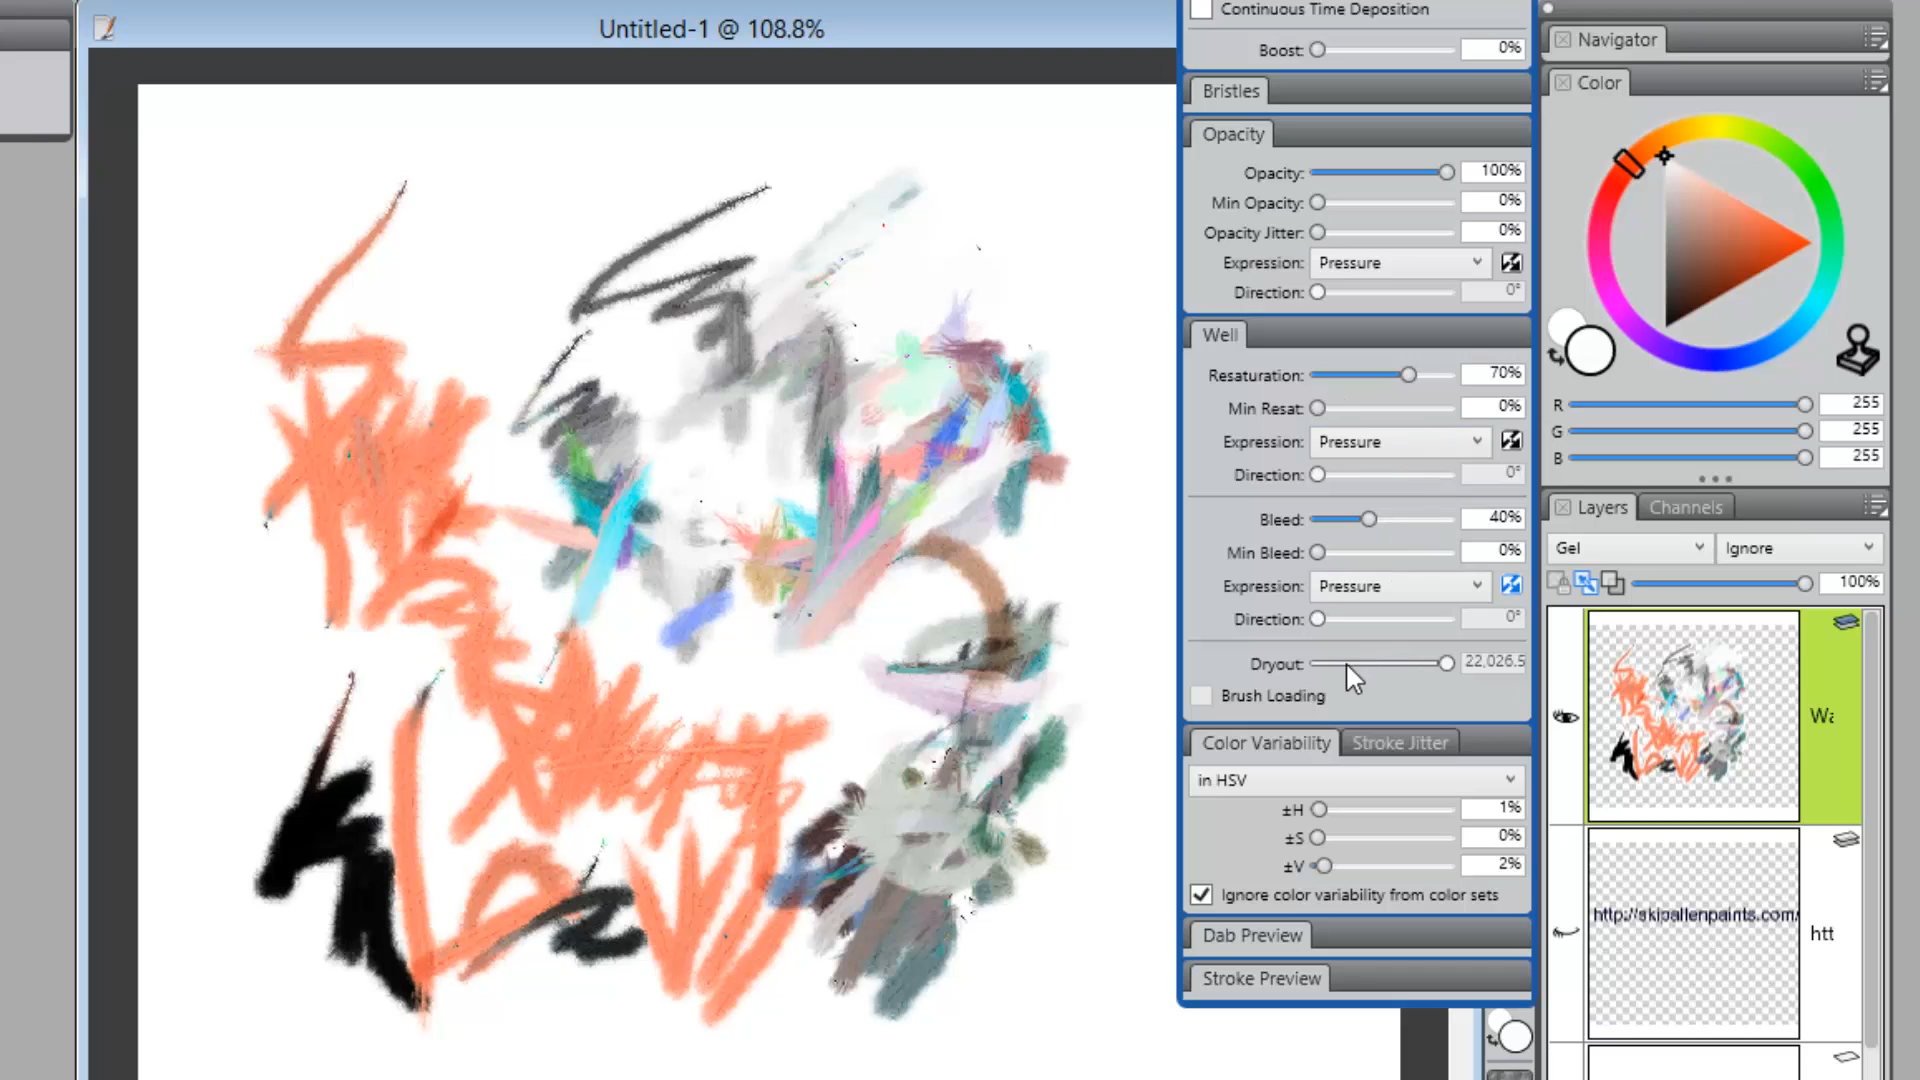 Untitled-1 @ 108.8%
Continuous Time Deposition
Boost: 0%
Bristles
Opacity
Opacity: 100%
Min Opacity: 0%
Opacity Jitter: 0%
Expression: Pressure
Direction: 0°
Well
Resaturation: 70%
Min Resat: 0%
Expression: Pressure
Direction: 0°
Bleed: 40%
Min Bleed: 0%
Expression: Pressure
Direction: 0°
Dryout: 22,026.5
Brush Loading
Color Variability Stroke Jitter
in HSV
±H 1%
±S 0%
±V 2%
Ignore color variability from color sets
Dab Preview
Stroke Preview
Navigator
Color
R 255
G 255
B 255
Layers Channels
Gel Ignore
100%
Wa
http://skipallenpaints.com/
htt